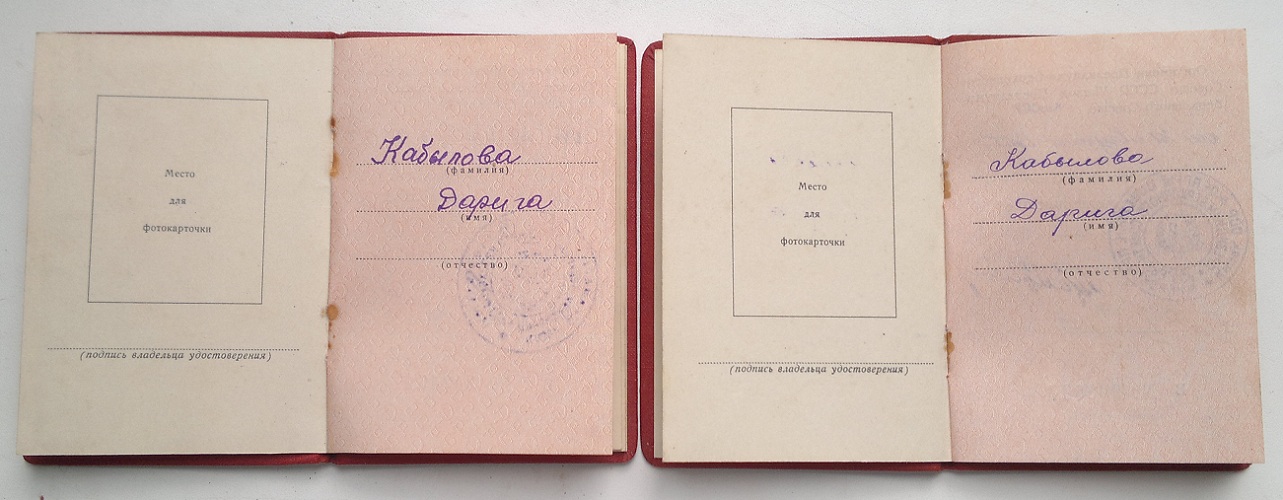 Место
для
фотокарточки
(подпись владельца удостоверения)
Кабылова
(фамилия)
Дарига
(имя)
(отчество)
Место
для
фотокарточки
(подпись владельца удостоверения)
Кабылова
(фамилия)
Дарига
(имя)
(отчество)